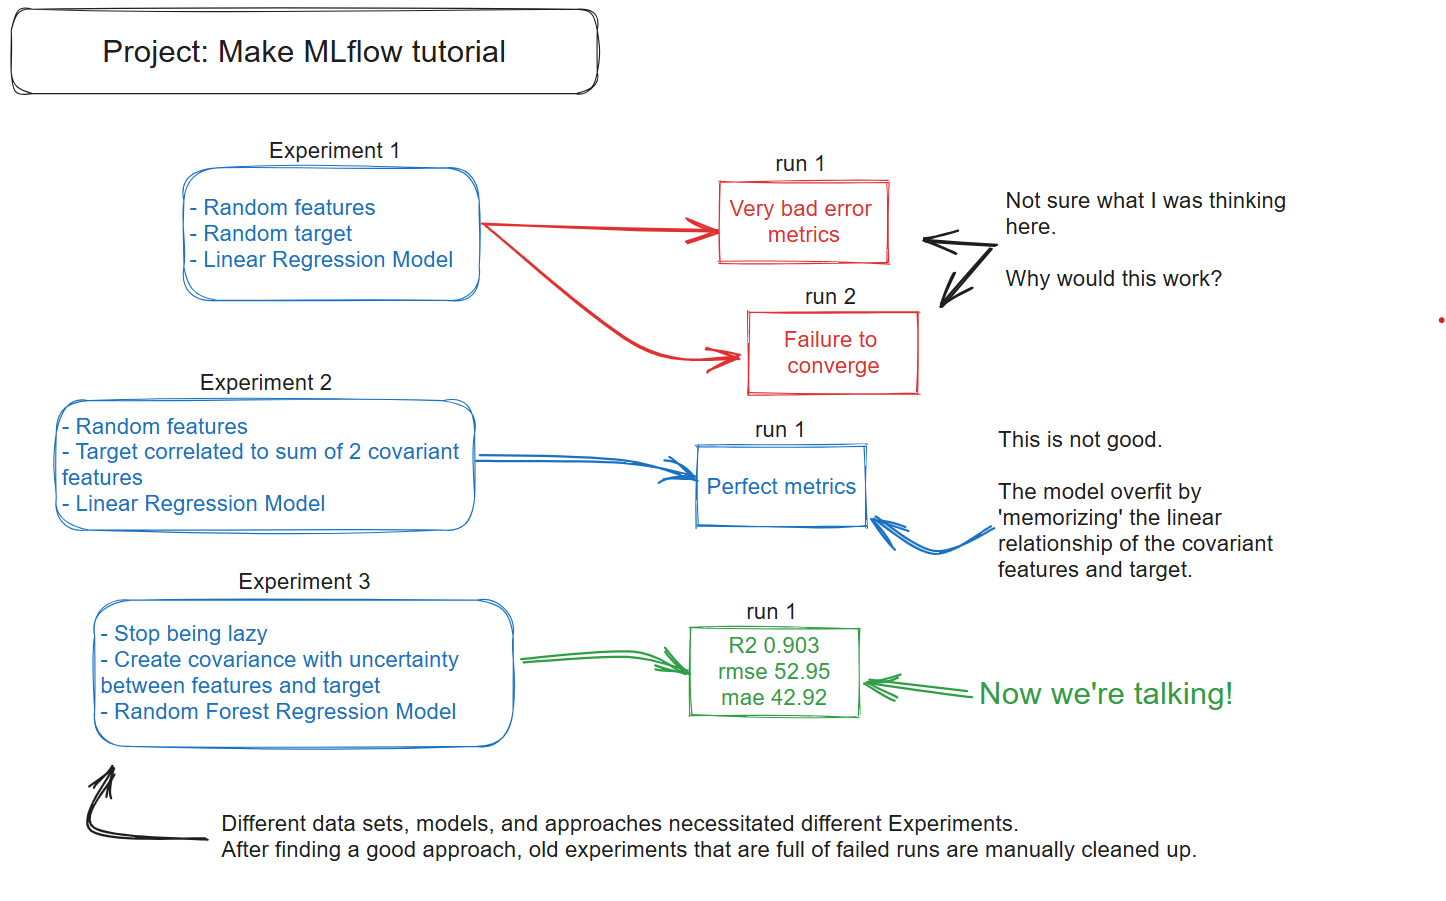 Project: Make MLflow tutorial
Experiment 1
- Random features
- Random target
- Linear Regression Model
run 1
Very bad error
metrics
Not sure what I was thinking
here.
Why would this work?
run 2
Failure to
converge
Experiment 2
- Random features
- Target correlated to sum of 2 covariant
features
- Linear Regression Model
run 1
Perfect metrics
This is not good.
The model overfit by
'memorizing' the linear
relationship of the covariant
features and target.
Experiment 3
- Stop being lazy
- Create covariance with uncertainty
between features and target
- Random Forest Regression Model
run 1
R2 0.903
rmse 52.95
mae 42.92
Now we're talking!
Different data sets, models, and approaches necessitated different Experiments.
After finding a good approach, old experiments that are full of failed runs are manually cleaned up.